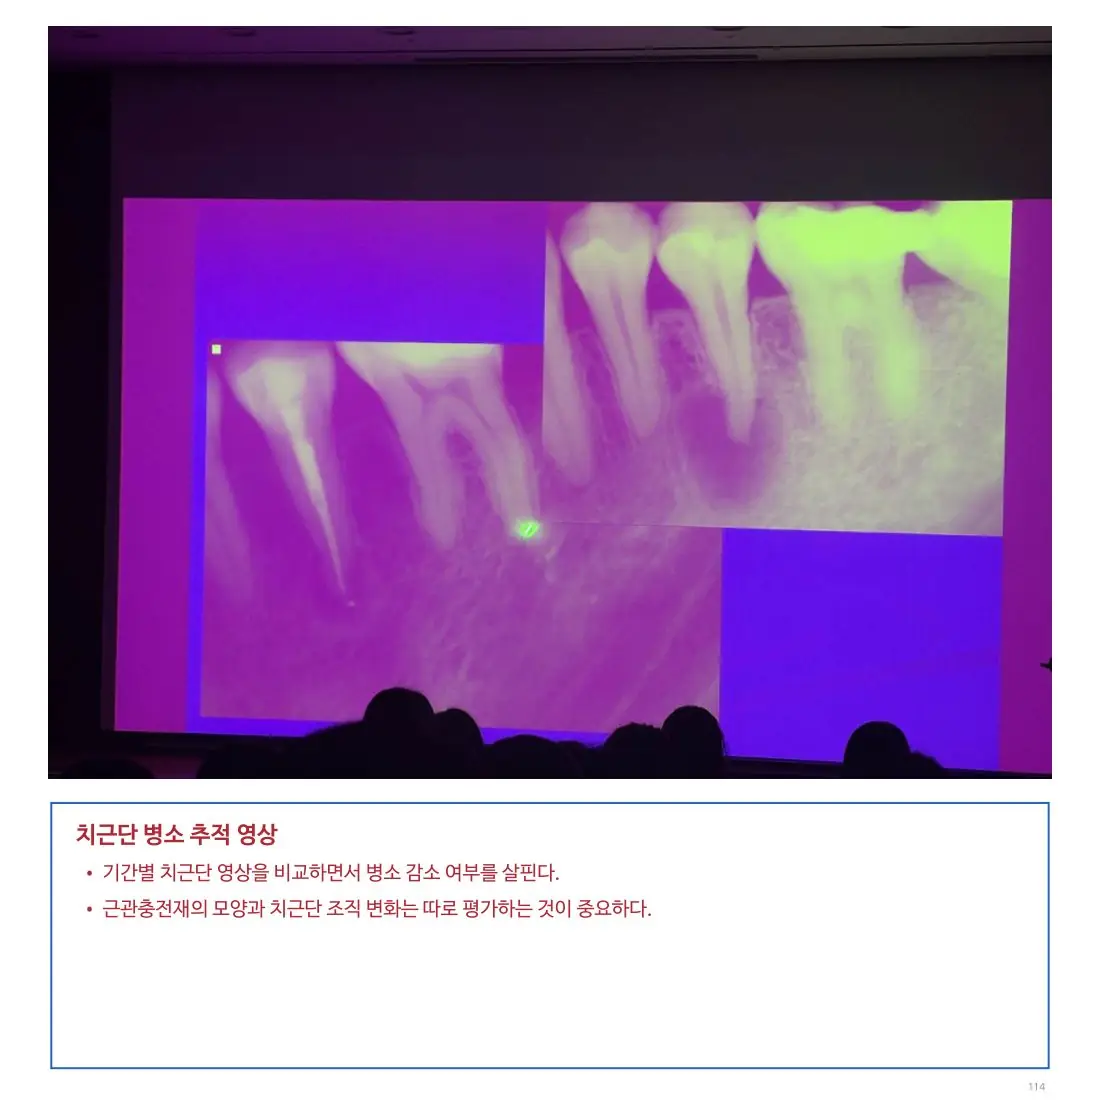 치근단 병소 추적 영상
• 기간별 치근단 영상을 비교하면서 병소 감소 여부를 살핀다.
• 근관충전재의 모양과 치근단 조직 변화는 따로 평가하는 것이 중요하다.
114